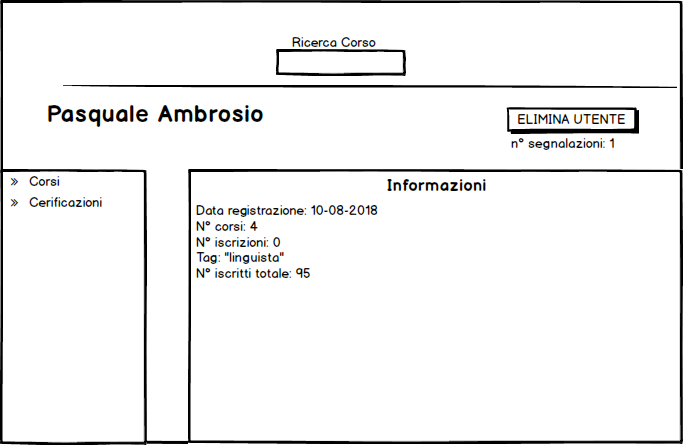 Ricerca Corso
Pasquale Ambrosio
ELIMINA UTENTE
n° segnalazioni: 1
» Corsi
» Cerificazioni
Informazioni
Data registrazione: 10-08-2018
N° corsi: 4
N° iscrizioni: 0
Tag: "linguista"
N° iscritti totale: 95